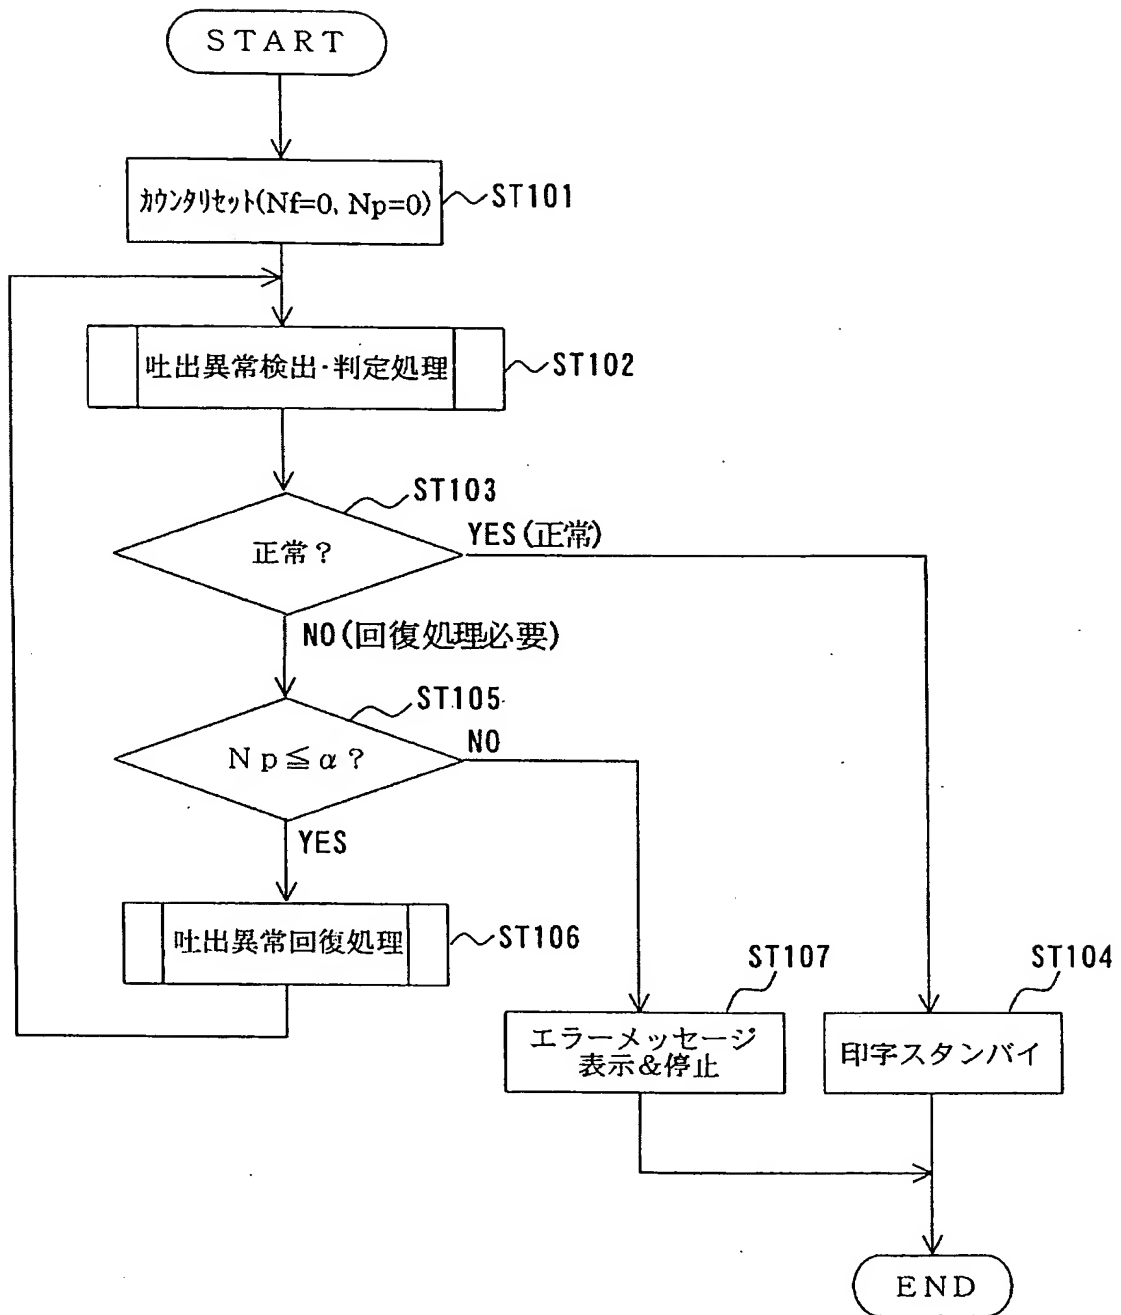 START
カウンタリセット(Nf=0, Np=0)
ST101
吐出異常検出·判定処理
ST102
ST103
正常?
YES(正常)
NO(回復処理必要)
ST105
Np≦α?
NO
YES
吐出異常回復処理
ST106
ST107
エラーメッセージ
表示&停止
ST104
印字スタンバイ
END